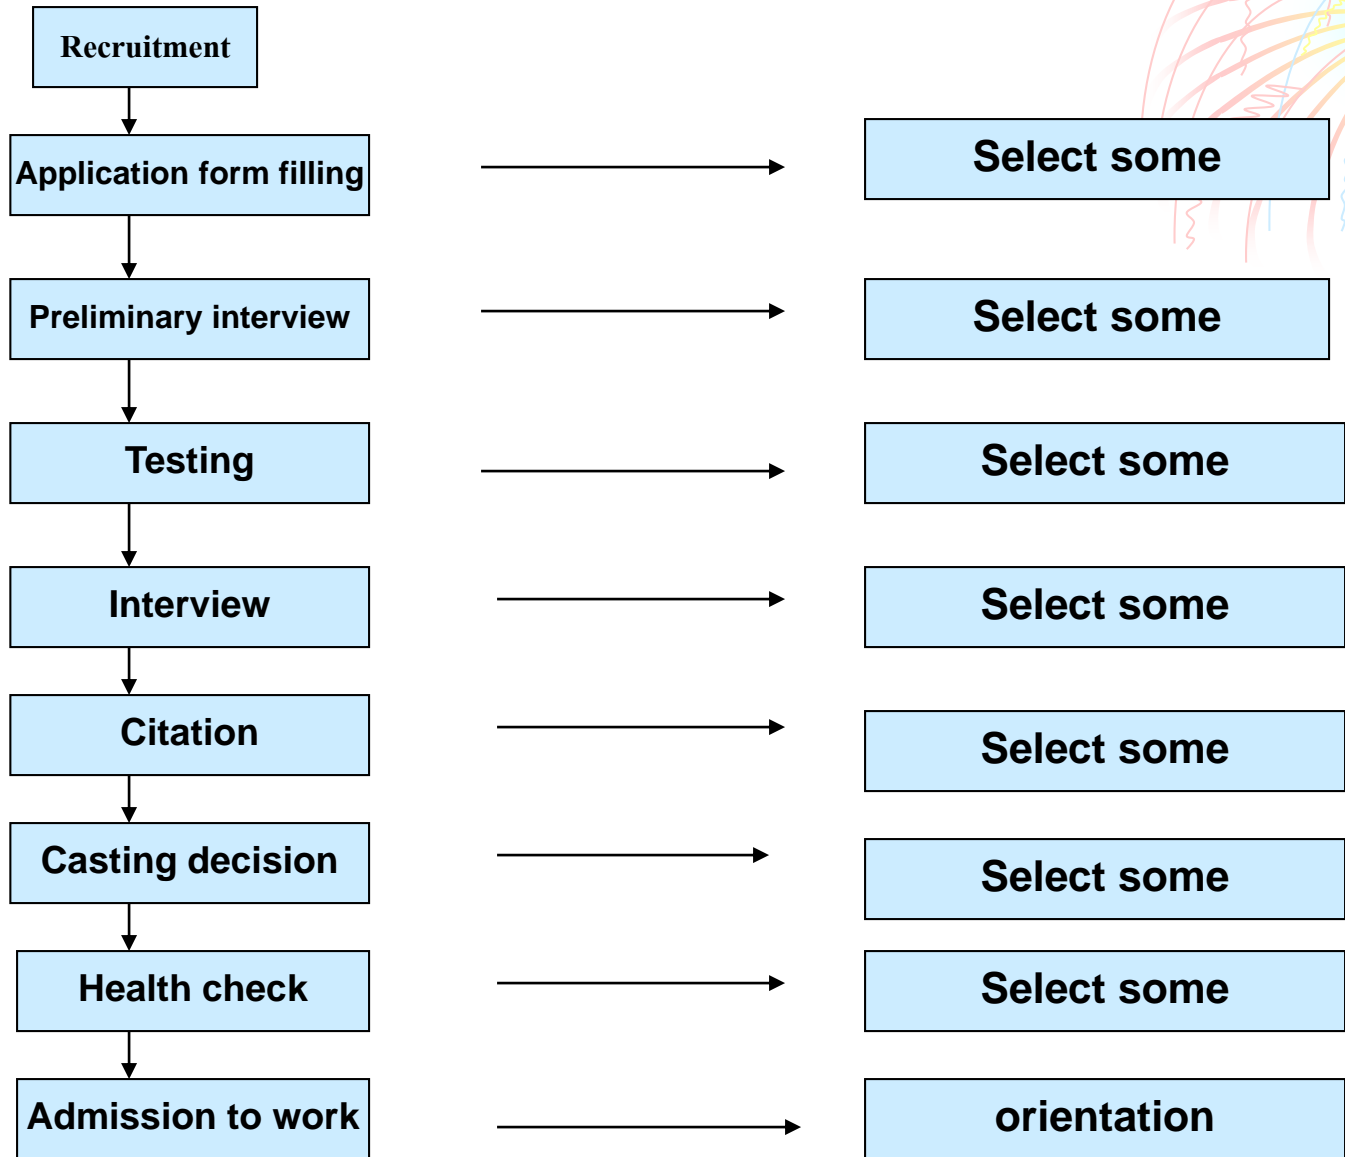 Recruitment
Application form filling
Select some
Preliminary interview
Select some
Testing
Select some
Interview
Select some
Citation
Select some
Casting decision
Select some
Health check
Select some
Admission to work
orientation